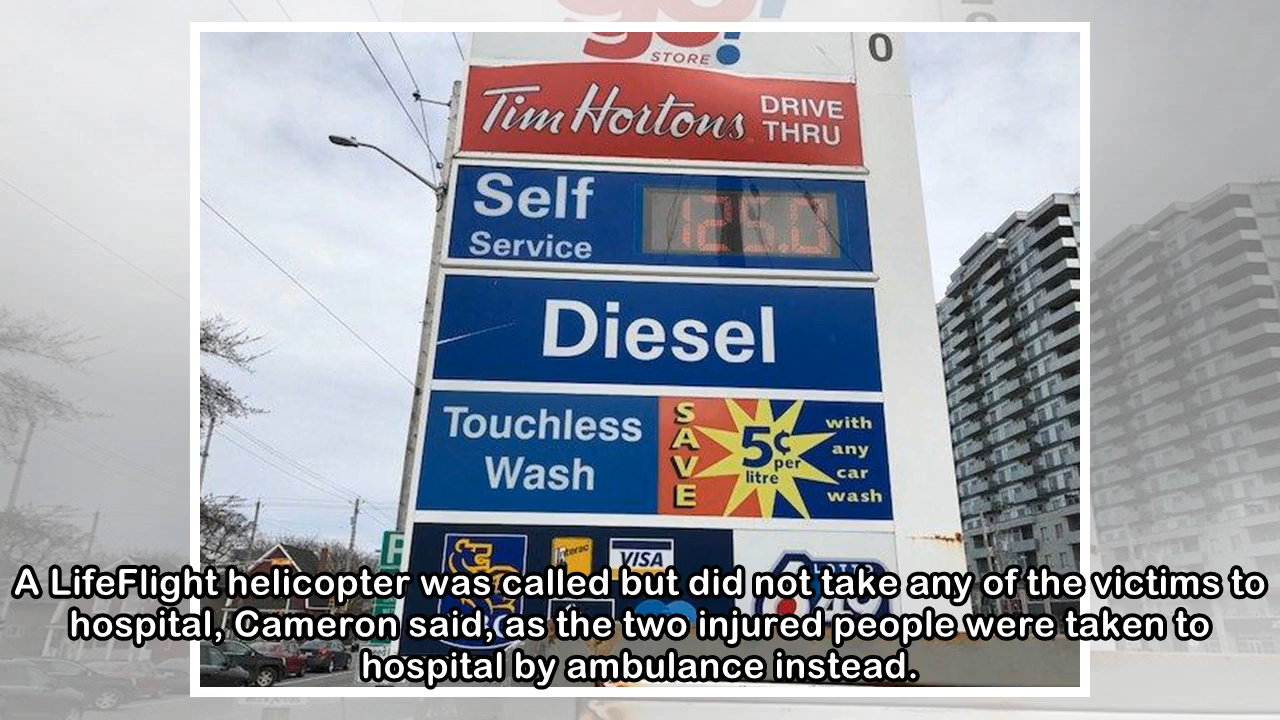 go!
STORE
0
Tim Hortons DRIVE
THRU
Self
Service
125.0
Diesel
Touchless
Wash
SAVE
5¢
per
litre
with
any
car
wash
Interac
VISA
A LifeFlight helicopter was called but did not take any of the victims to
hospital, Cameron said, as the two injured people were taken to
hospital by ambulance instead.